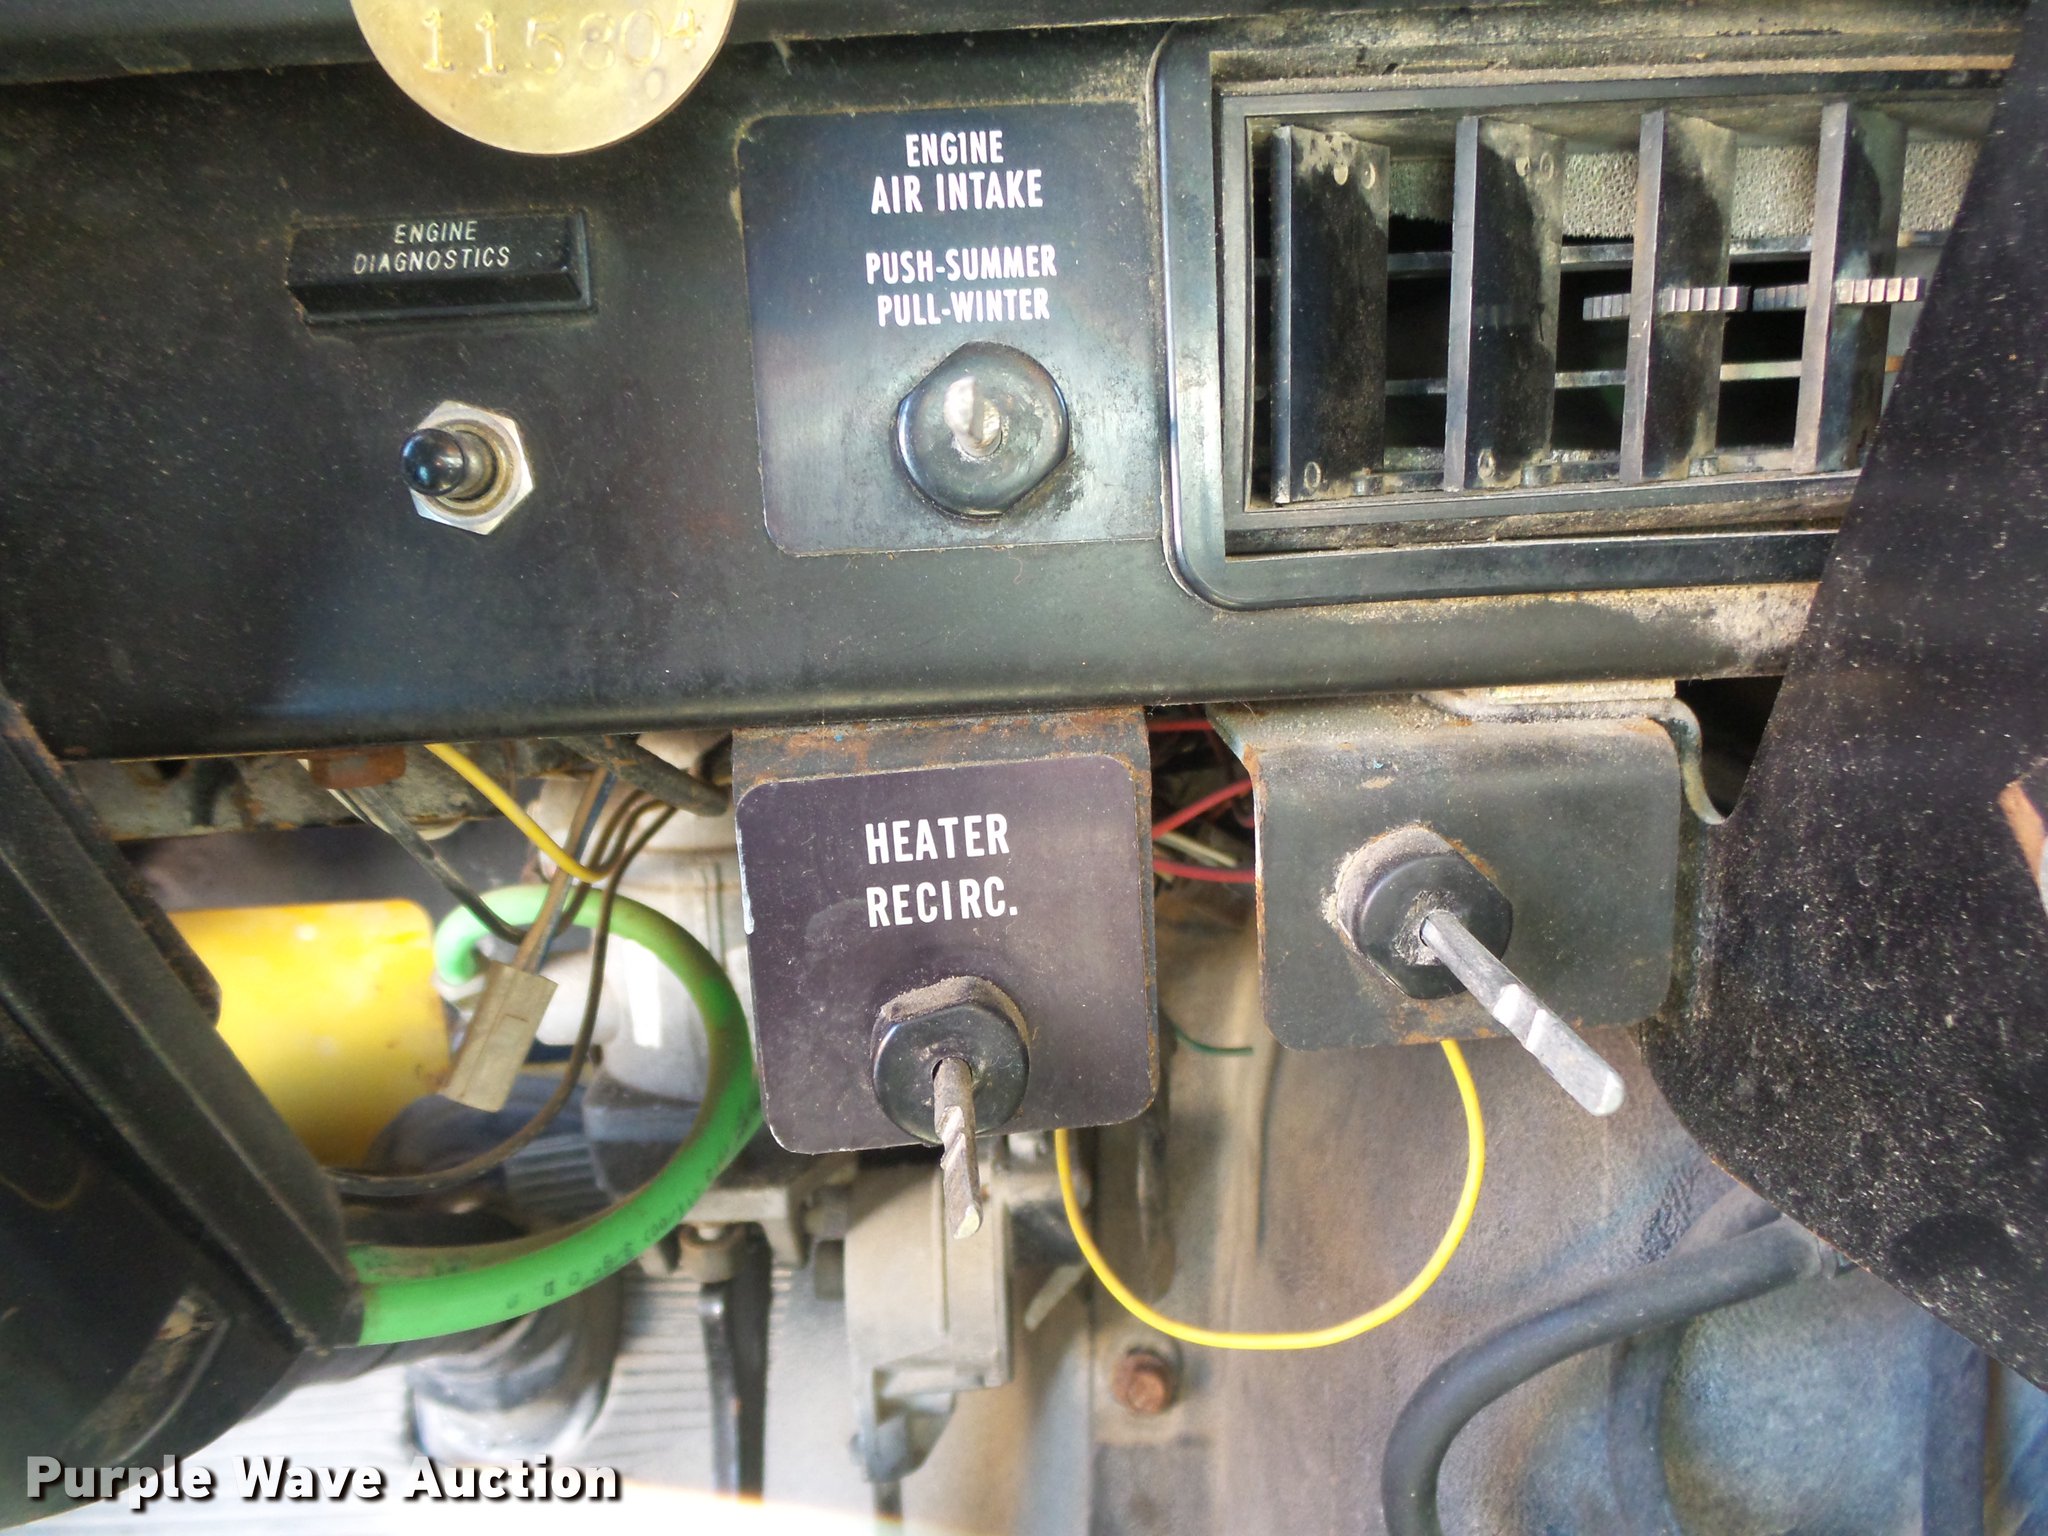 115804
ENGINE
AIR INTAKE
PUSH-SUMMER
PULL-WINTER
ENGINE
DIAGNOSTICS
HEATER
RECIRC.
Purple Wave Auction